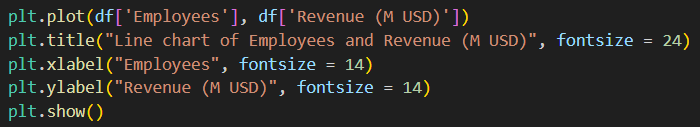 plt.plot(df['Employees'], df['Revenue (M USD)'])
plt.title("Line chart of Employees and Revenue (M USD)", fontsize = 24)
plt.xlabel("Employees", fontsize = 14)
plt.ylabel("Revenue (M USD)", fontsize = 14)
plt.show()